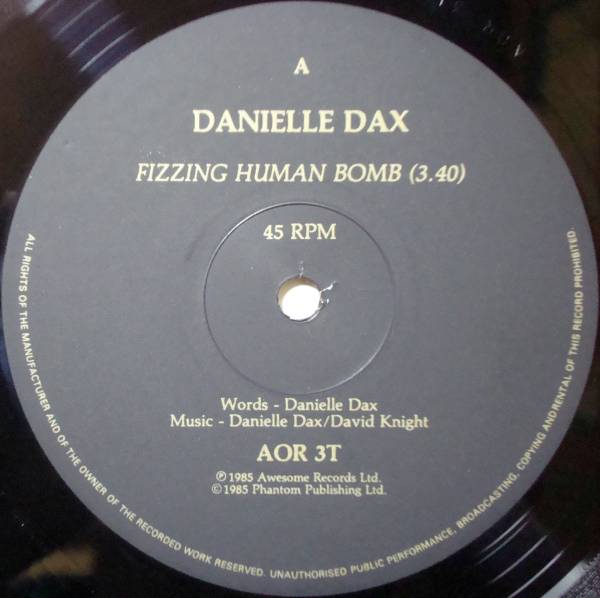 A
DANIELLE DAX
FIZZING HUMAN BOMB (3.40)
45 RPM
Words - Danielle Dax
Music - Danielle Dax/David Knight
AOR 3T
℗ 1985 Awesome Records Ltd.
© 1985 Phantom Publishing Ltd.
ALL RIGHTS OF THE MANUFACTURER AND OF THE OWNER OF THE RECORDED WORK RESERVED. UNAUTHORISED PUBLIC PERFORMANCE, BROADCASTING, COPYING AND RENTAL OF THIS RECORD PROHIBITED.